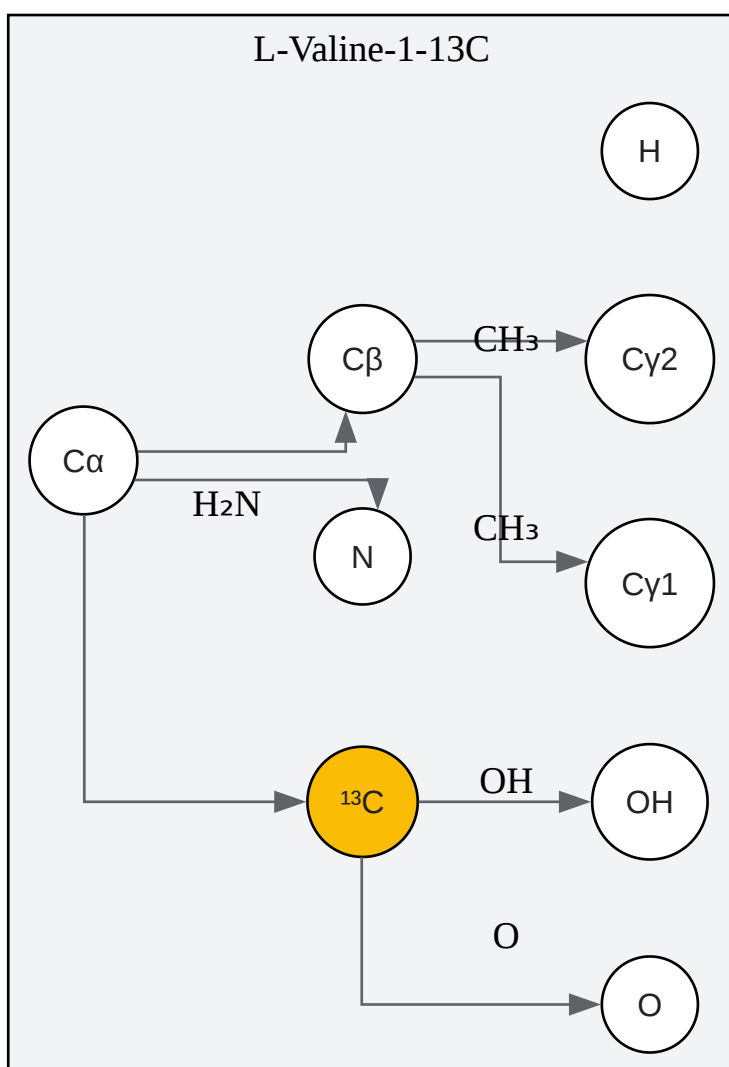 L-Valine-1-13C
H
CH₃
Cβ
Cγ2
Cα
H₂N
CH₃
N
Cγ1
OH
¹³C
OH
O
O